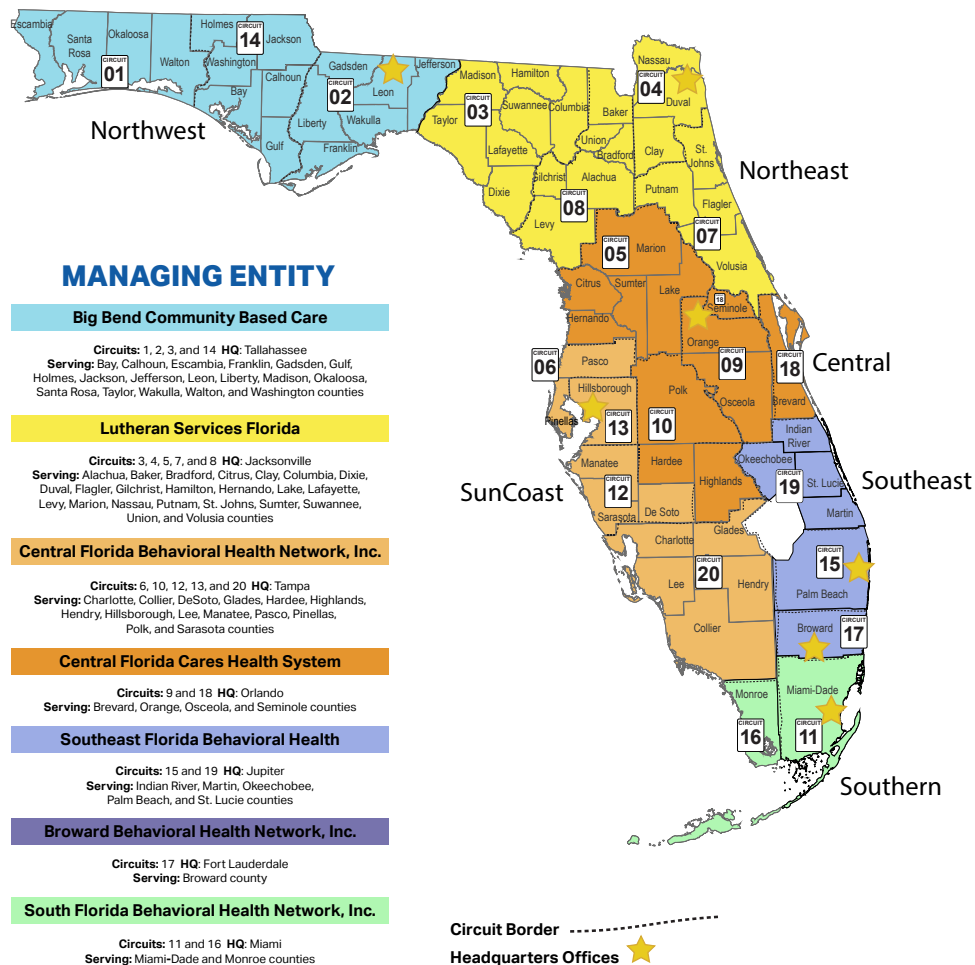 Escambia
Santa
Rosa
Okaloosa
Walton
CIRCUIT
01
Holmes
CIRCUIT
14
Jackson
Washington
Bay
Calhoun
Gulf
Gadsden
CIRCUIT
02
Leon
Jefferson
Liberty
Wakulla
Franklin
Northwest
Madison
Hamilton
CIRCUIT
03
Taylor
Suwannee
Columbia
Lafayette
Dixie
Nassau
CIRCUIT
04
Duval
Baker
Union
Bradford
Clay
St.
Johns
Gilchrist
Alachua
Putnam
CIRCUIT
08
Levy
Flagler
CIRCUIT
07
Volusia
Northeast
CIRCUIT
05
Marion
Citrus
Sumter
Lake
Hernando
18
Seminole
Orange
CIRCUIT
09
CIRCUIT
18
Central
Osceola
Brevard
CIRCUIT
06
Pasco
Hillsborough
Pinellas
CIRCUIT
13
Polk
CIRCUIT
10
Indian
River
Okeechobee
CIRCUIT
19
St. Lucie
Southeast
Martin
Manatee
Hardee
Highlands
CIRCUIT
12
SunCoast
Sarasota
De Soto
Charlotte
Glades
Lee
CIRCUIT
20
Hendry
Collier
CIRCUIT
15
Palm Beach
Broward
CIRCUIT
17
Monroe
CIRCUIT
16
Miami-Dade
CIRCUIT
11
Southern
MANAGING ENTITY
Big Bend Community Based Care
Circuits: 1, 2, 3, and 14 HQ: Tallahassee
Serving: Bay, Calhoun, Escambia, Franklin, Gadsden, Gulf,
Holmes, Jackson, Jefferson, Leon, Liberty, Madison, Okaloosa,
Santa Rosa, Taylor, Wakulla, Walton, and Washington counties
Lutheran Services Florida
Circuits: 3, 4, 5, 7, and 8 HQ: Jacksonville
Serving: Alachua, Baker, Bradford, Citrus, Clay, Columbia, Dixie,
Duval, Flagler, Gilchrist, Hamilton, Hernando, Lake, Lafayette,
Levy, Marion, Nassau, Putnam, St. Johns, Sumter, Suwannee,
Union, and Volusia counties
Central Florida Behavioral Health Network, Inc.
Circuits: 6, 10, 12, 13, and 20 HQ: Tampa
Serving: Charlotte, Collier, DeSoto, Glades, Hardee, Highlands,
Hendry, Hillsborough, Lee, Manatee, Pasco, Pinellas,
Polk, and Sarasota counties
Central Florida Cares Health System
Circuits: 9 and 18 HQ: Orlando
Serving: Brevard, Orange, Osceola, and Seminole counties
Southeast Florida Behavioral Health
Circuits: 15 and 19 HQ: Jupiter
Serving: Indian River, Martin, Okeechobee,
Palm Beach, and St. Lucie counties
Broward Behavioral Health Network, Inc.
Circuits: 17 HQ: Fort Lauderdale
Serving: Broward county
South Florida Behavioral Health Network, Inc.
Circuits: 11 and 16 HQ: Miami
Serving: Miami-Dade and Monroe counties
Circuit Border
Headquarters Offices